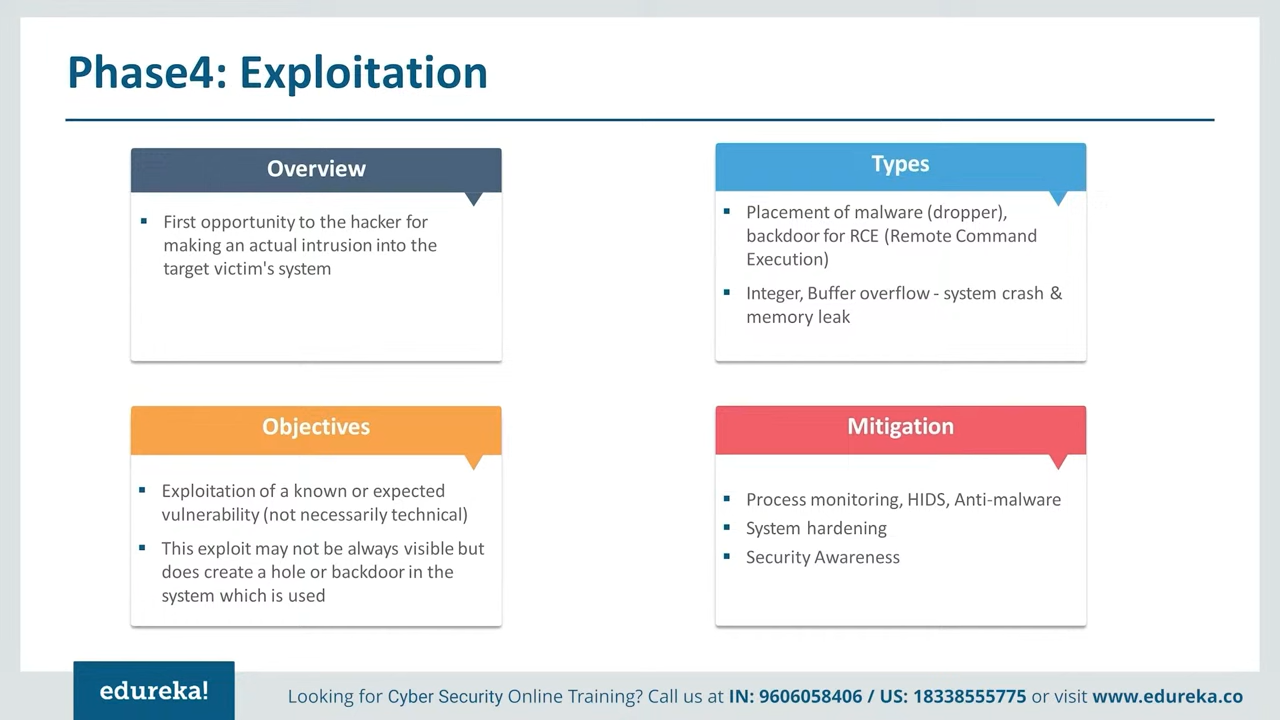 Phase4: Exploitation
Overview
First opportunity to the hacker for
making an actual intrusion into the
target victim's system
Types
Placement of malware (dropper),
backdoor for RCE (Remote Command
Execution)
Integer, Buffer overflow - system crash &
memory leak
Objectives
Exploitation of a known or expected
vulnerability (not necessarily technical)
This exploit may not be always visible but
does create a hole or backdoor in the
system which is used
Mitigation
Process monitoring, HIDS, Anti-malware
System hardening
Security Awareness
edureka!
Looking for Cyber Security Online Training? Call us at IN: 9606058406 / US: 18338555775 or visit www.edureka.co